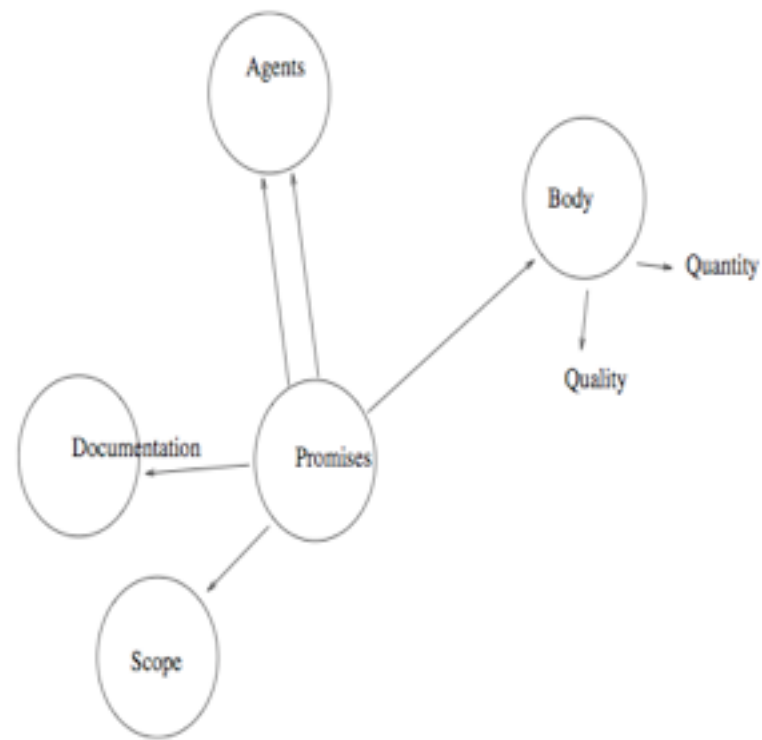 Agents
Body
Quantity
Quality
Documentation
Promises
Scope